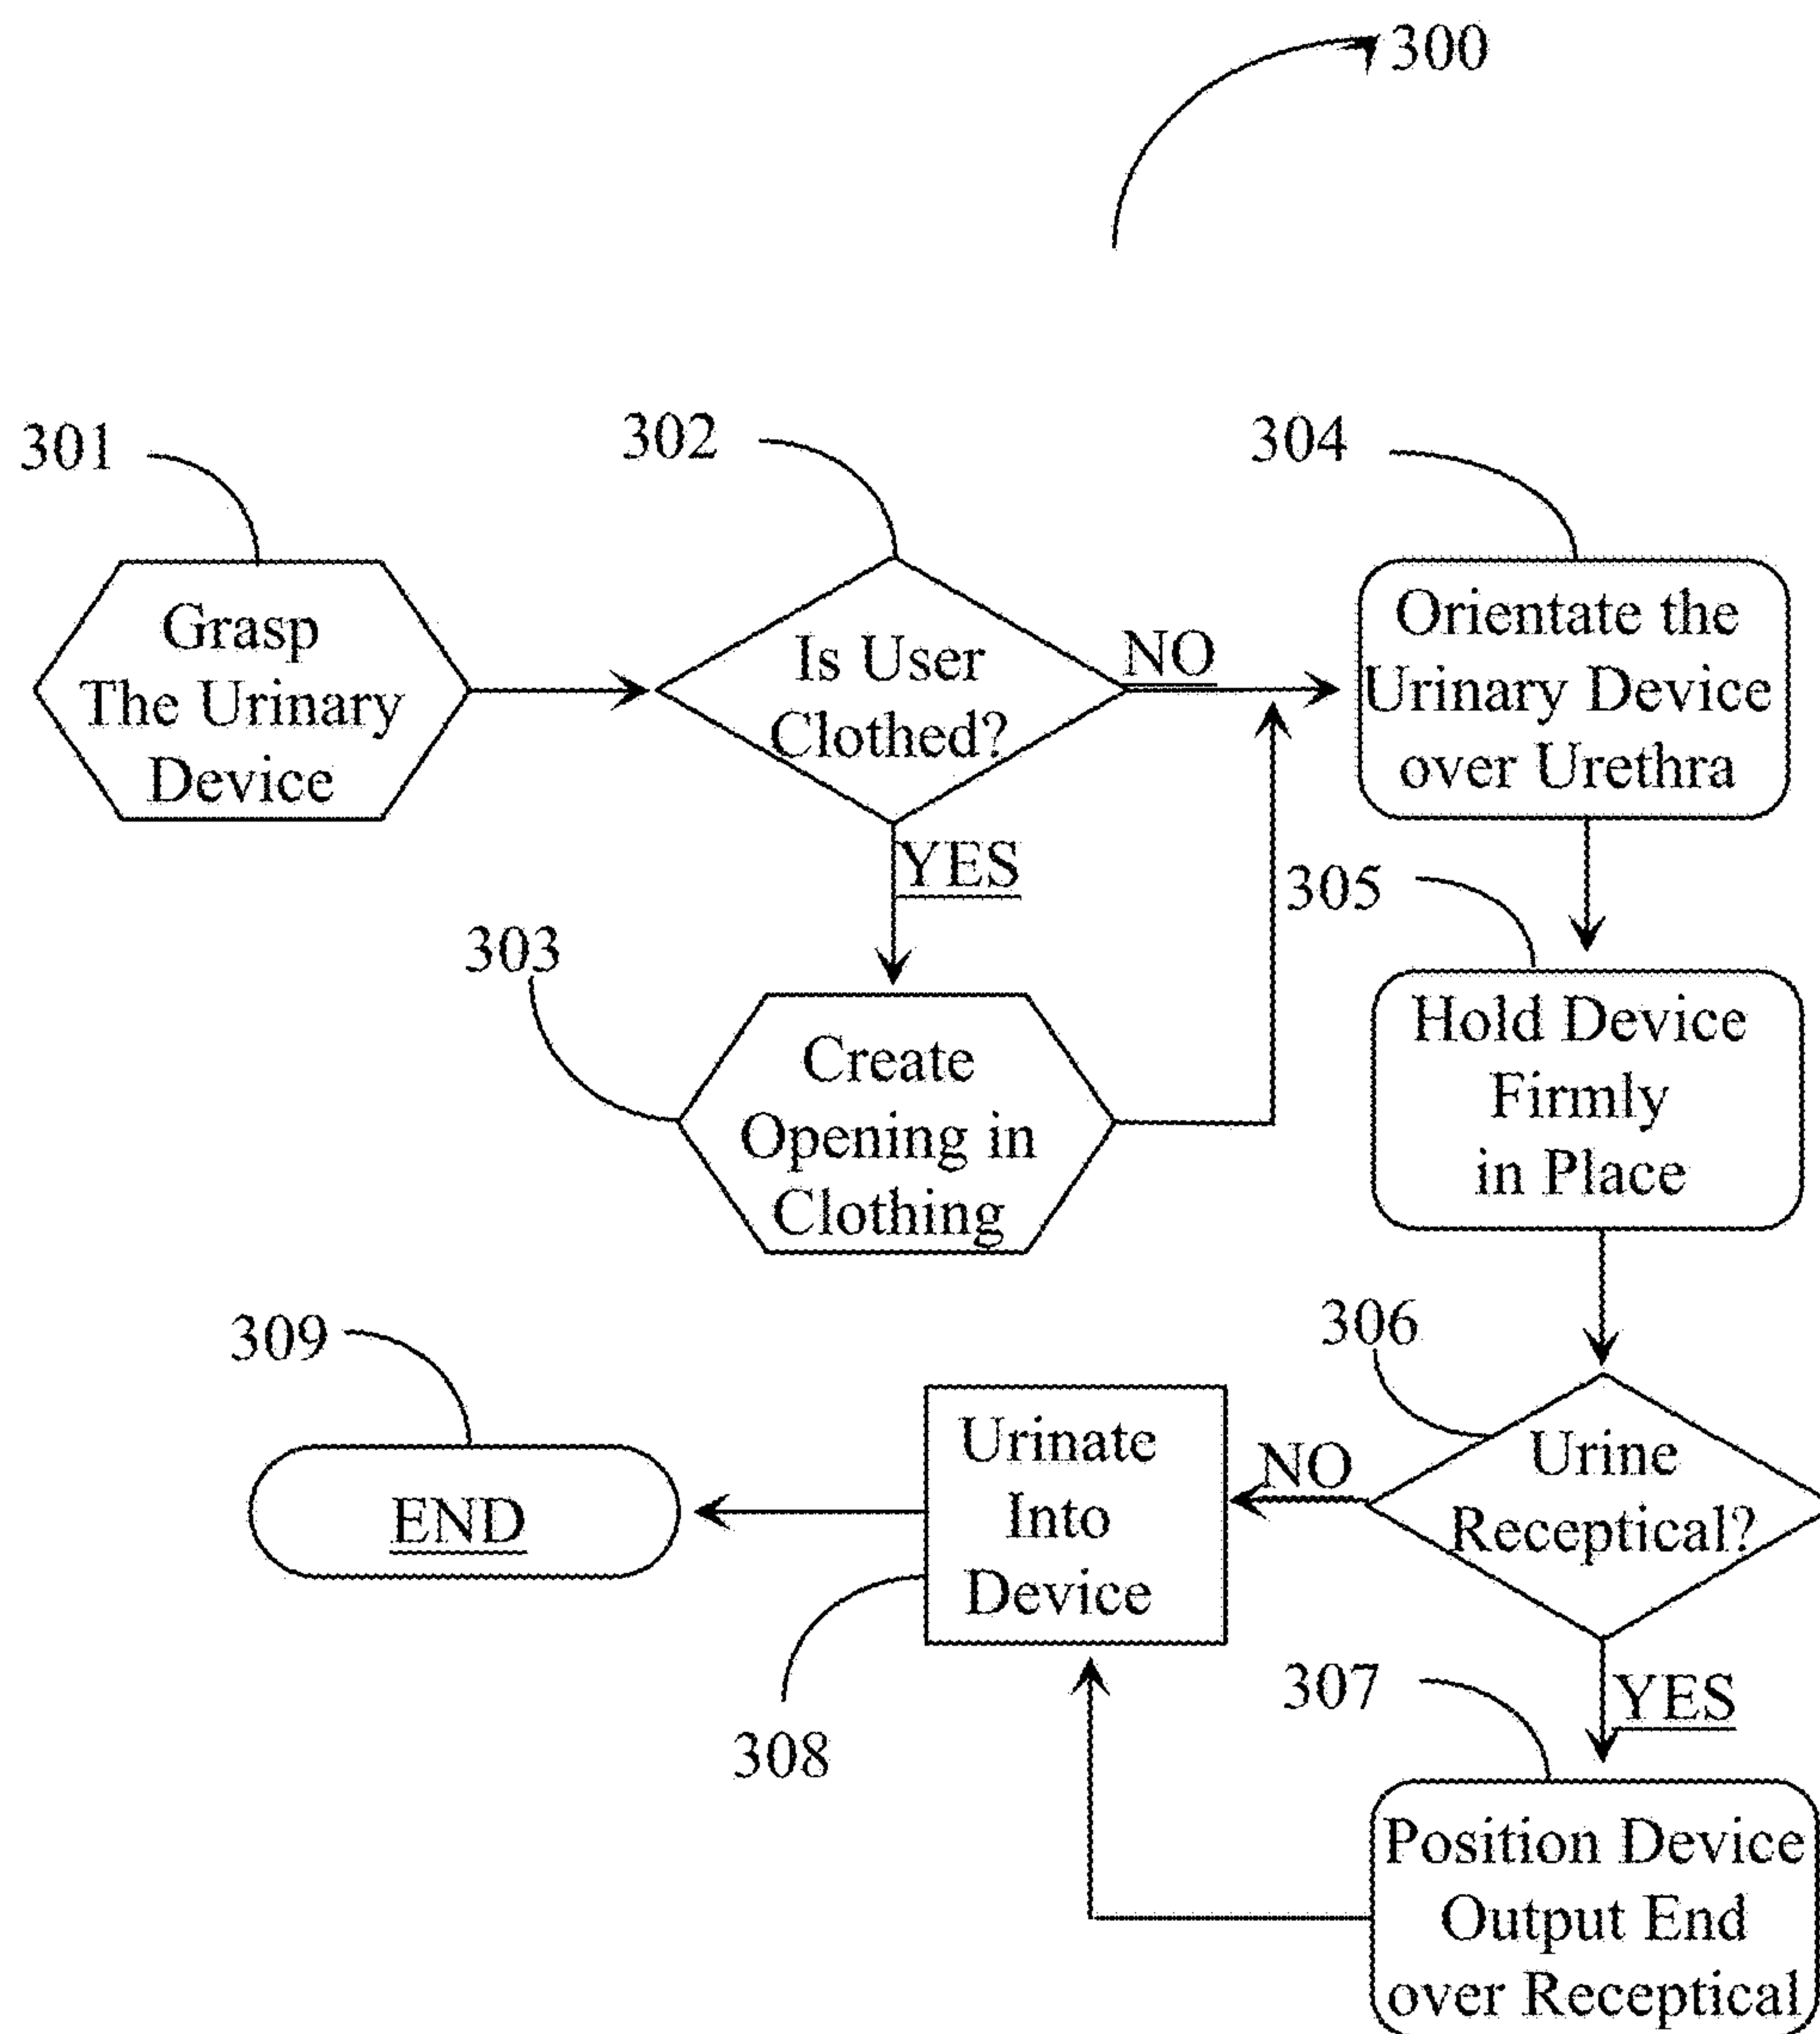 300
301
302
304
Grasp
The Urinary
Device
Is User
Clothed?
NO
Orientate the
Urinary Device
over Urethra
YES
305
303
Create
Opening in
Clothing
Hold Device
Firmly
in Place
309
306
END
Urinate
Into
Device
NO
Urine
Receptical?
308
307
YES
Position Device
Output End
over Receptical